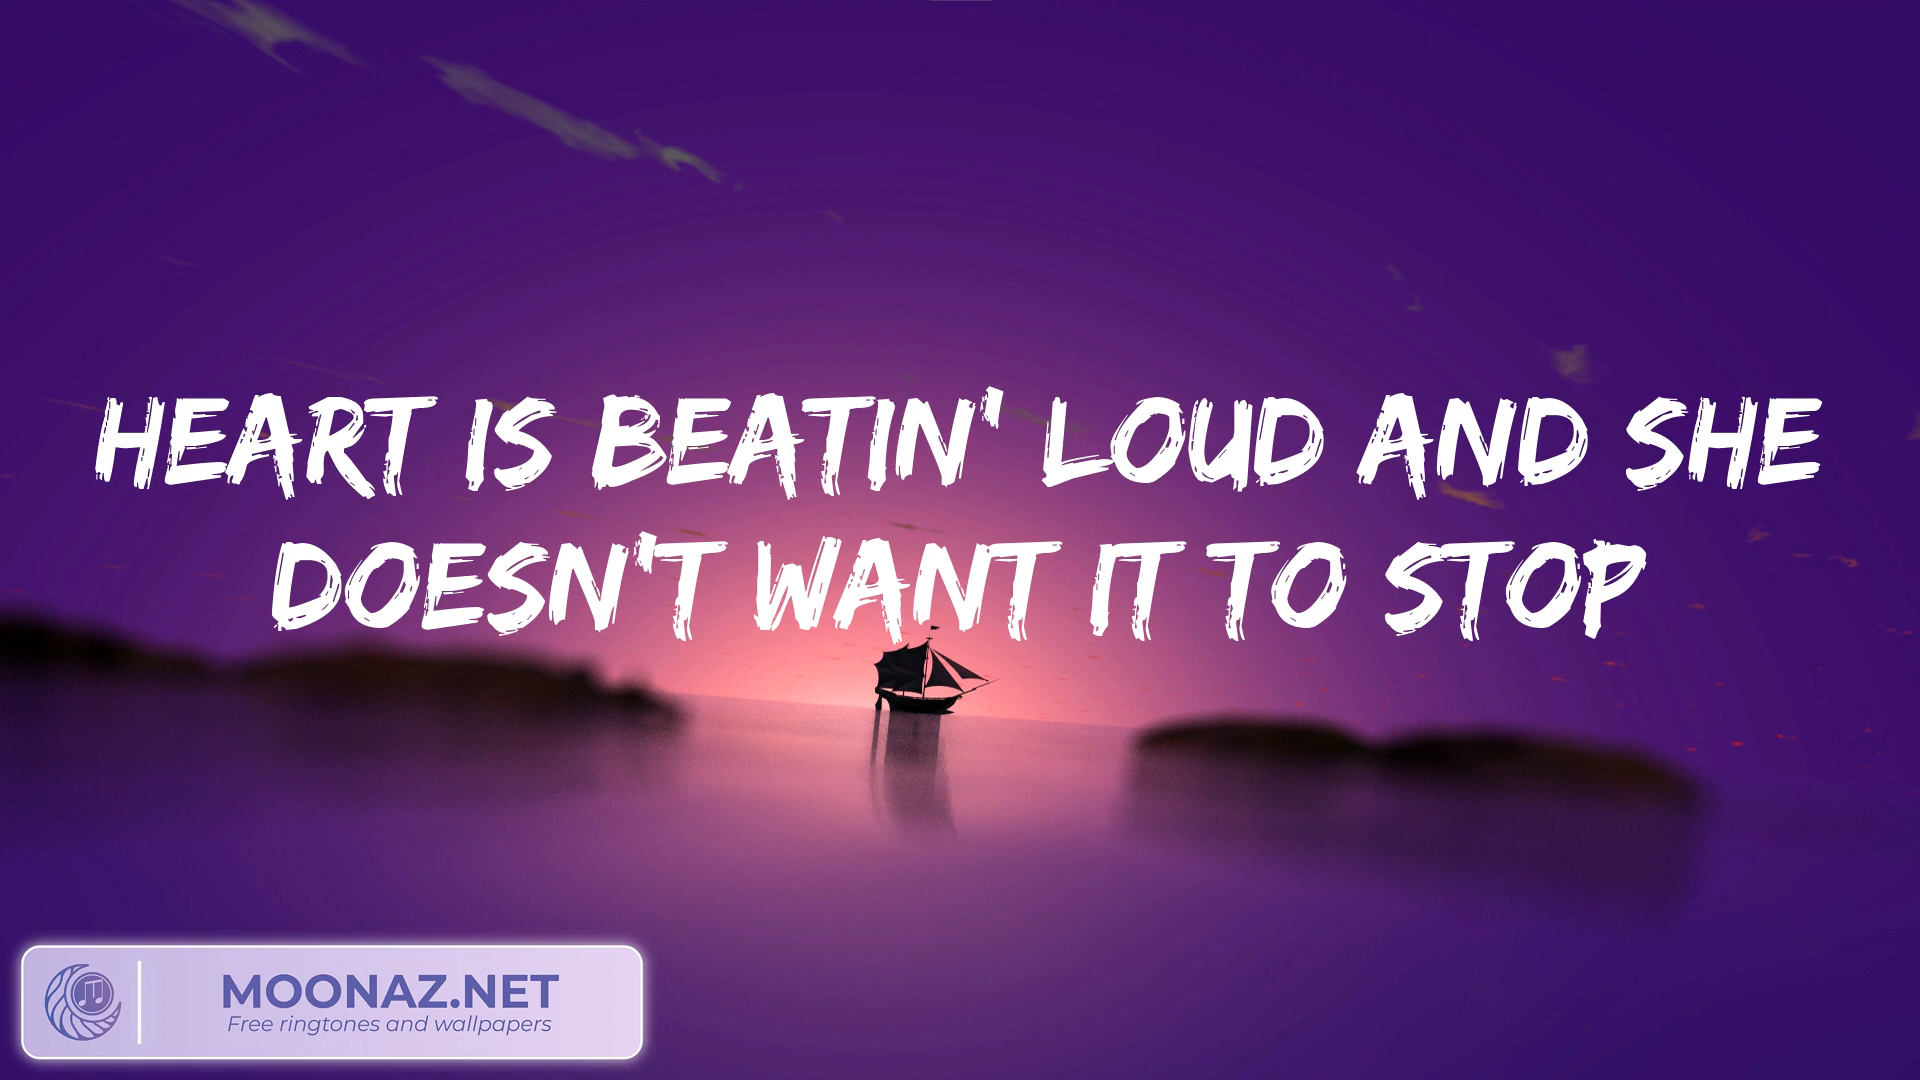 HEART IS BEATIN' LOUD AND SHE
DOESN'T WANT IT TO STOP
MOONAZ.NET
Free ringtones and wallpapers